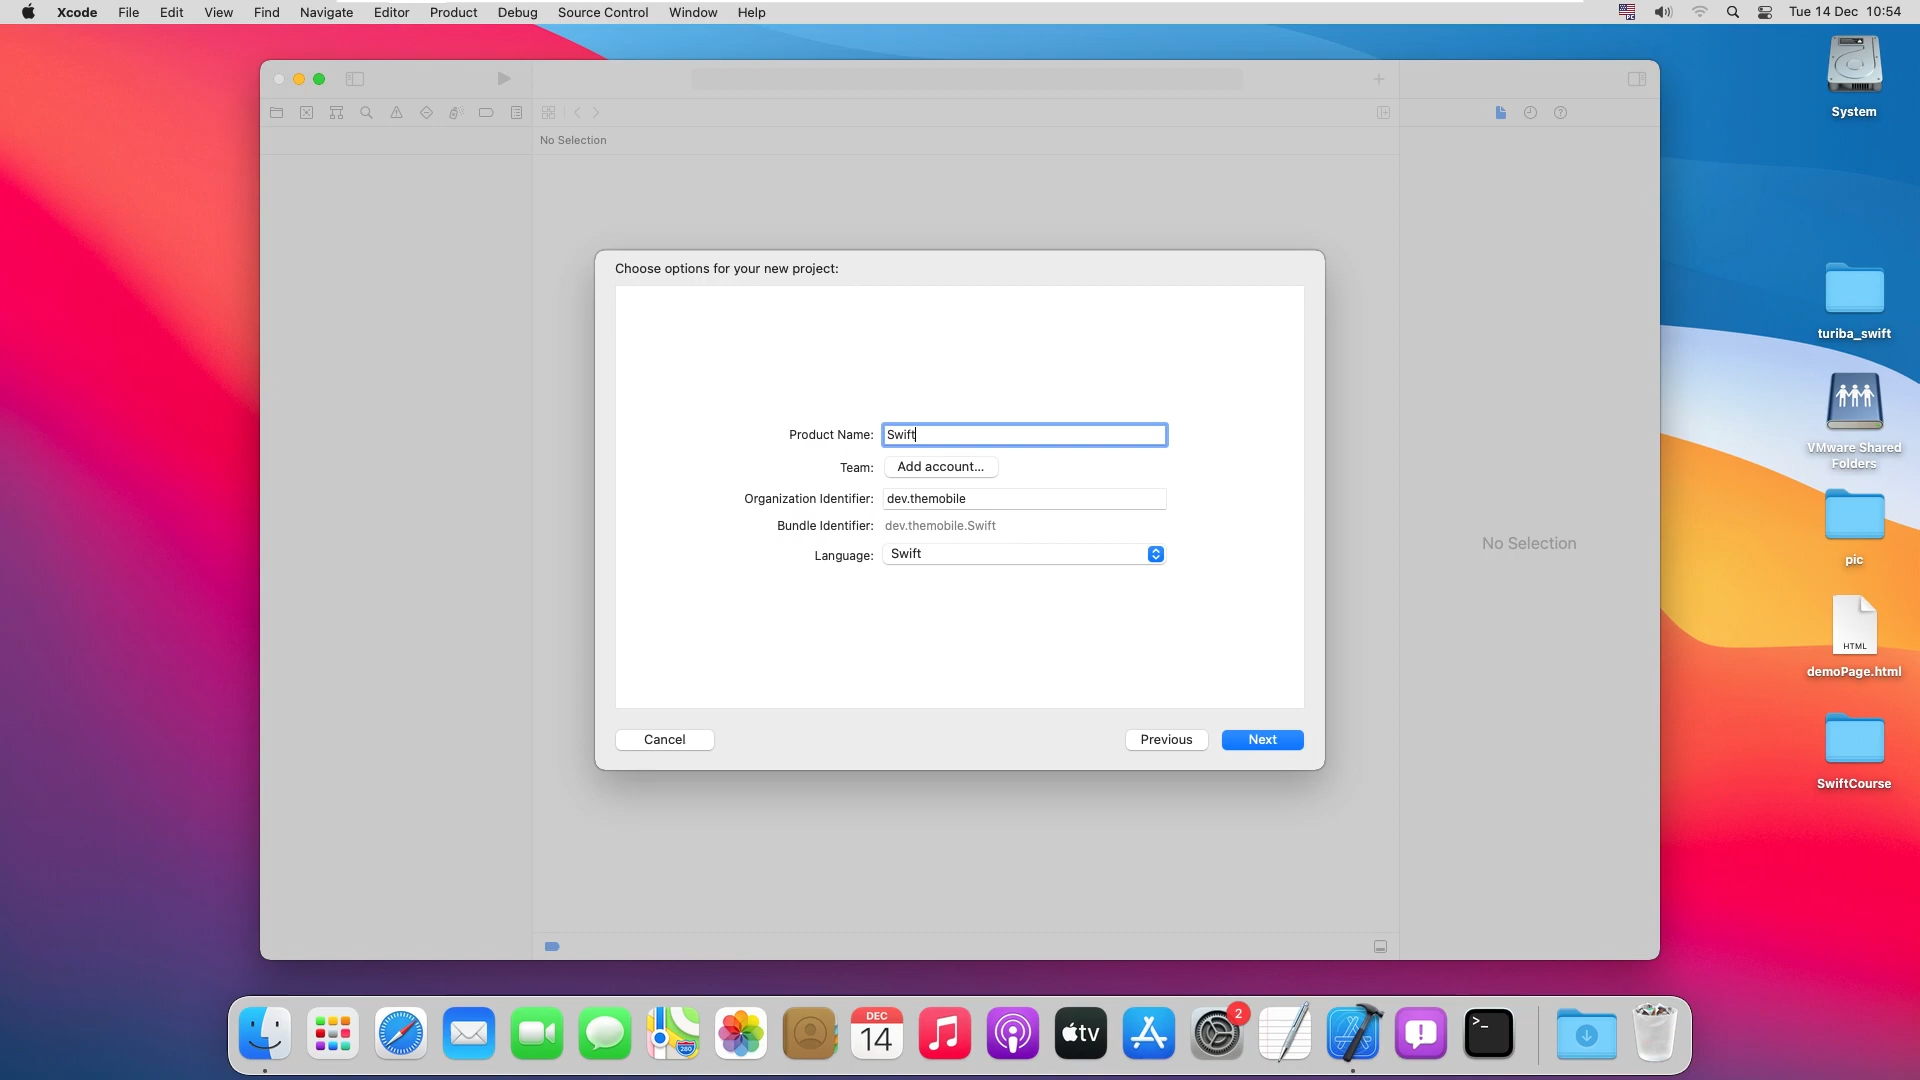 Xcode File Edit View Find Navigate Editor Product Debug Source Control Window Help Tue 14 Dec 10:54
System
No Selection
Choose options for your new project:
turiba_swift
Product Name: Swift
VMware Shared
Folders
Team: Add account...
Organization Identifier: dev.themobile
Bundle Identifier: dev.themobile.Swift
Language: Swift
No Selection
pic
HTML
demoPage.html
Cancel Previous Next
SwiftCourse
DEC
14
280
tv
2
>_